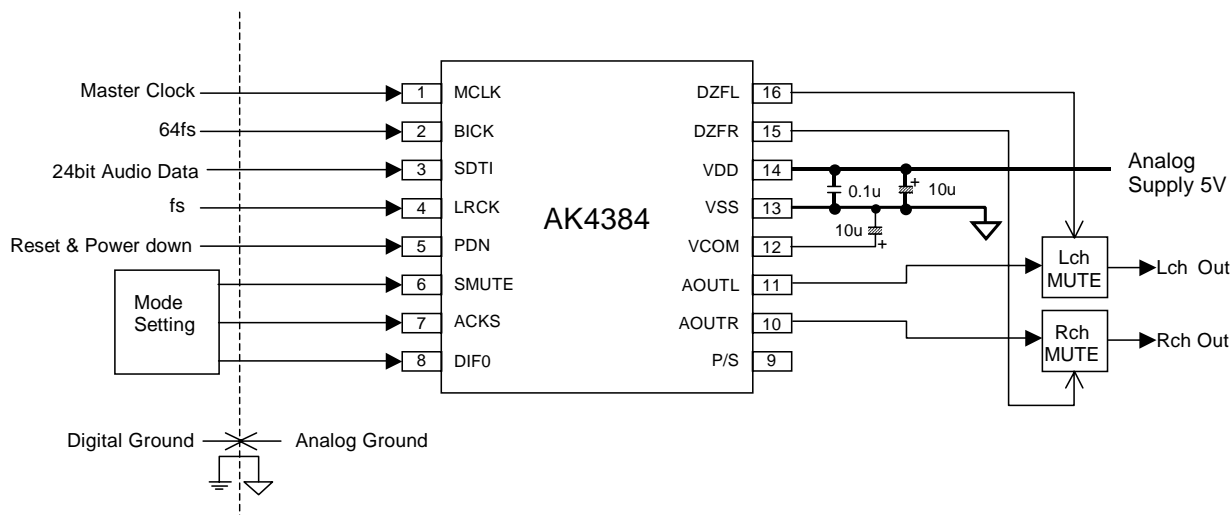 Master Clock
64fs
24bit Audio Data
fs
Reset & Power down
Mode
Setting
1
2
3
4
5
6
7
8
MCLK
BICK
SDTI
LRCK
PDN
SMUTE
ACKS
DIF0
AK4384
DZFL
DZFR
VDD
VSS
VCOM
AOUTL
AOUTR
P/S
16
15
14
13
12
11
10
9
0.1u
+
10u
10u
+
Analog
Supply 5V
Lch
MUTE
Lch Out
Rch
MUTE
Rch Out
Digital Ground
Analog Ground